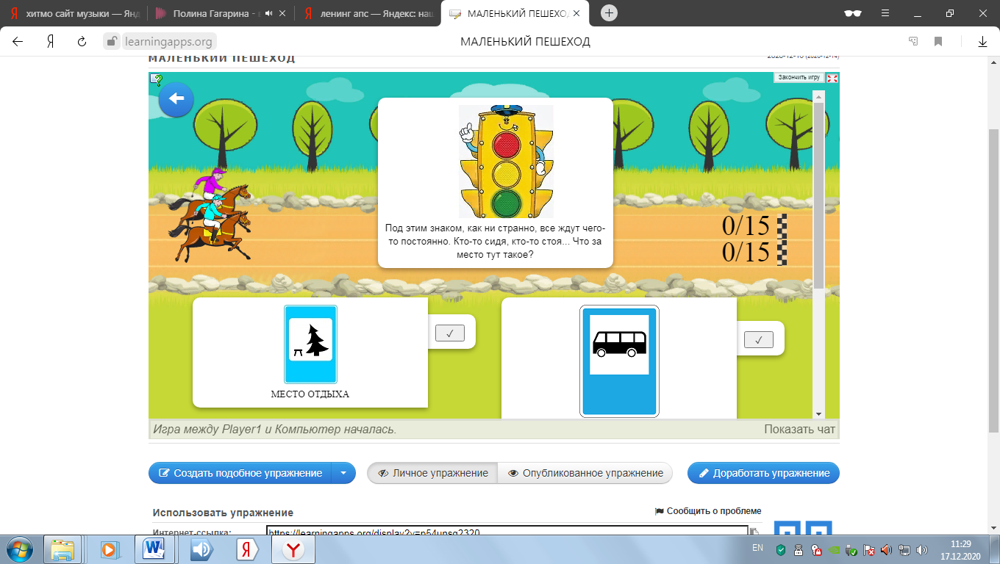 хитмо сайт музыки — Янд
Полина Гагарина -
ленинг апс — Яндекс: на
МАЛЕНЬКИЙ ПЕШЕХОД
learningapps.org
МАЛЕНЬКИЙ ПЕШЕХОД
МАЛЕНЬКИЙ ПЕШЕХОД
Закончить игру
Под этим знаком, как ни странно, все ждут чего-
то постоянно. Кто-то сидя, кто-то стоя... Что за
место тут такое?
0/15
0/15
МЕСТО ОТДЫХА
Игра между Player1 и Компьютер началась.
Показать чат
Создать подобное упражнение
Личное упражнение
Опубликованное упражнение
Доработать упражнение
Использовать упражнение
Сообщить о проблеме
Интернет-ссылка:
https://learningapps.org/display?v=p54unsg2320
EN
11:29
17.12.2020